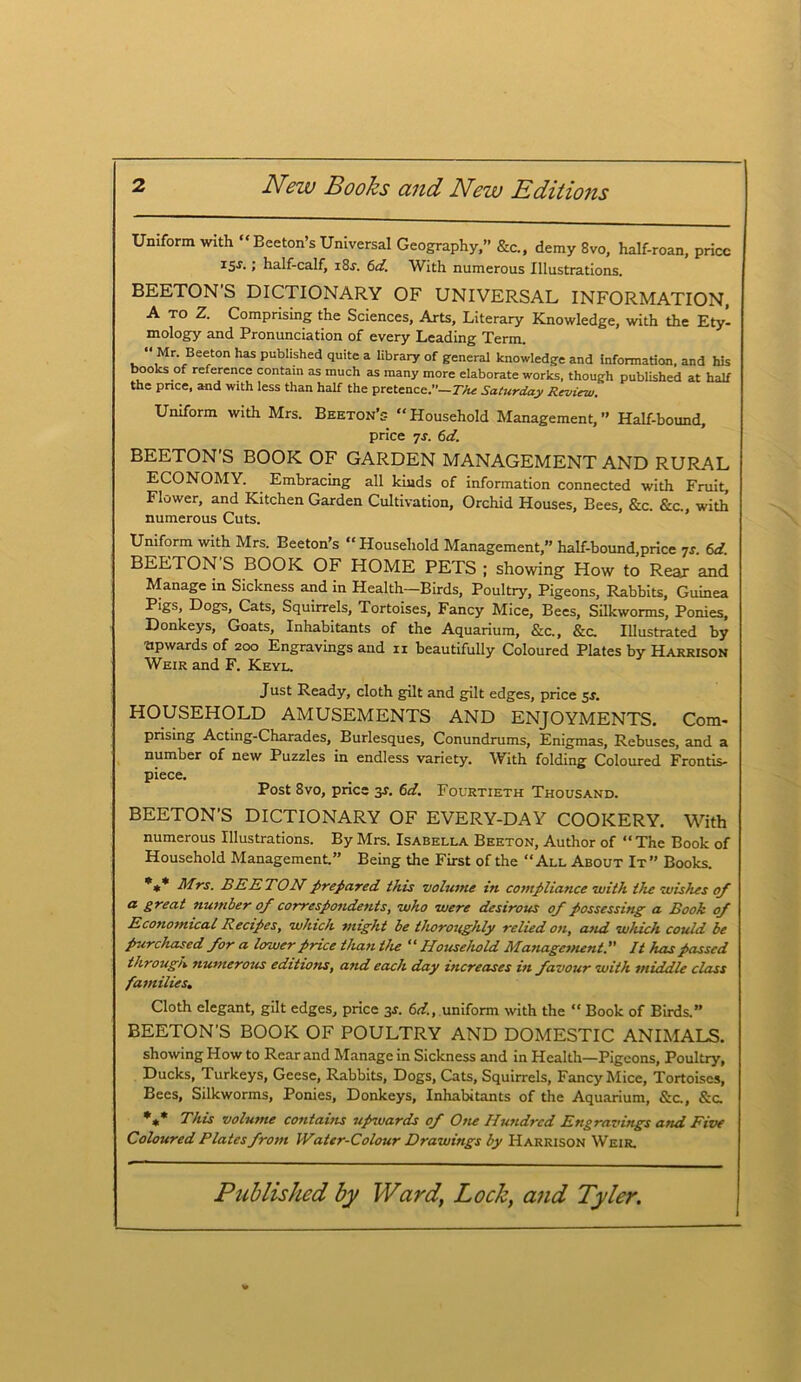 2 New Books and New Editions
Uniform with “Beeton’s Universal Geography,” &c., demy 8vo, half-roan, price
15s.; half-calf, 18s. 6d. With numerous Illustrations.
BEETON'S DICTIONARY OF UNIVERSAL INFORMATION,
A TO Z. Comprising the Sciences, Arts, Literary Knowledge, with the Ety-
mology and Pronunciation of every Leading Term.
“Mr. Beeton has published quite a library of general knowledge and information, and his
books of reference contain as much as many more elaborate works, though published at half
the price, and with less than half the pretence.”—The Saturday Review.
Uniform with Mrs. BEETON’S “Household Management,” Half-bound,
price 7s. 6d.
BEETON'S BOOK OF GARDEN MANAGEMENT AND RURAL
ECONOMY. Embracing all kinds of information connected with Fruit,
Flower, and Kitchen Garden Cultivation, Orchid Houses, Bees, &c. &c., with
numerous Cuts.
Uniform with Mrs. Beeton’s “Household Management,” half-bound,price 7s. 6d.
BEETON'S BOOK OF HOME PETS ; showing How to Rear and
Manage in Sickness and in Health—Birds, Poultry, Pigeons, Rabbits, Guinea
Pigs, Dogs, Cats, Squirrels, Tortoises, Fancy Mice, Bees, Silkworms, Ponies,
Donkeys, Goats, Inhabitants of the Aquarium, &c., &c. Illustrated by
upwards of 200 Engravings and 11 beautifully Coloured Plates by HARRISON
WEIR and F. KEYL.
Just Ready, cloth gilt and gilt edges, price 5s.
HOUSEHOLD AMUSEMENTS AND ENJOYMENTS. Com-
prising Acting-Charades, Burlesques, Conundrums, Enigmas, Rebuses, and a
number of new Puzzles in endless variety. With folding Coloured Frontis-
piece.
Post 8vo, price 3s. 6d. FOURTIETH THOUSAND.
BEETON'S DICTIONARY OF EVERY-DAY COOKERY. With
numerous Illustrations. By Mrs. ISABELLA BEETON, Author of “The Book of
Household Management.” Being the First of the “ALL ABOUT IT” Books.
*** Mrs. BEETON prepared this volume in compliance with the wishes of
a great number of correspondents, who were desirous of possessing a Book of
Economical Recipes, which might be thoroughly relied on, and which could be
purchased for a lower price than the “Household Management.” It has passed
through numerous editions, and each day increases in favour with middle class
families.
Cloth elegant, gilt edges, price 3s. 6d., uniform with the “ Book of Birds.”
BEETON'S BOOK OF POULTRY AND DOMESTIC ANIMALS.
showing How to Rear and Manage in Sickness and in Health—Pigeons, Poultry,
Ducks, Turkeys, Geese, Rabbits, Dogs, Cats, Squirrels, Fancy Mice, Tortoises,
Bees, Silkworms, Ponies, Donkeys, Inhabitants of the Aquarium, &c., &c.
*** This volume contains upwards of One Hundred Engravings and Five
Coloured Plates from Water-Colour Drawings by HARRISON WEIR.
Published by Ward, Lock, and Tyler.